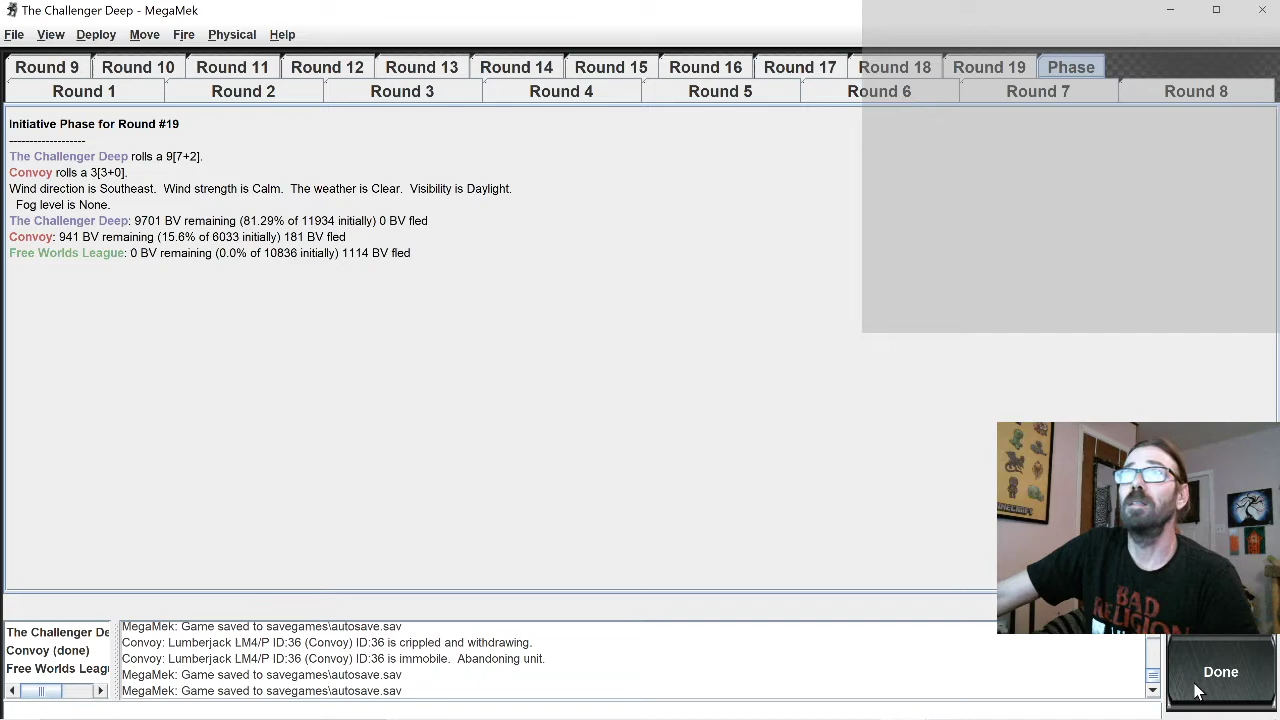 The Challenger Deep - MegaMek
File View Deploy Move Fire Physical Help
Round 9 Round 10 Round 11 Round 12 Round 13 Round 14 Round 15 Round 16 Round 17 Round 18 Round 19 Phase
Round 1 Round 2 Round 3 Round 4 Round 5 Round 6 Round 7 Round 8
Initiative Phase for Round #19
-------------------
The Challenger Deep rolls a 9[7+2].
Convoy rolls a 3[3+0].
Wind direction is Southeast. Wind strength is Calm. The weather is Clear. Visibility is Daylight.
Fog level is None.
The Challenger Deep: 9701 BV remaining (81.29% of 11934 initially) 0 BV fled
Convoy: 941 BV remaining (15.6% of 6033 initially) 181 BV fled
Free Worlds League: 0 BV remaining (0.0% of 10836 initially) 1114 BV fled
MINECRAFT
BAD
RELIGION
The Challenger De
Convoy (done)
Free Worlds Leag
MegaMek: Game saved to savegames\autosave.sav
Convoy: Lumberjack LM4/P ID:36 (Convoy) ID:36 is crippled and withdrawing.
Convoy: Lumberjack LM4/P ID:36 (Convoy) ID:36 is immobile. Abandoning unit.
MegaMek: Game saved to savegames\autosave.sav
MegaMek: Game saved to savegames\autosave.sav
Done